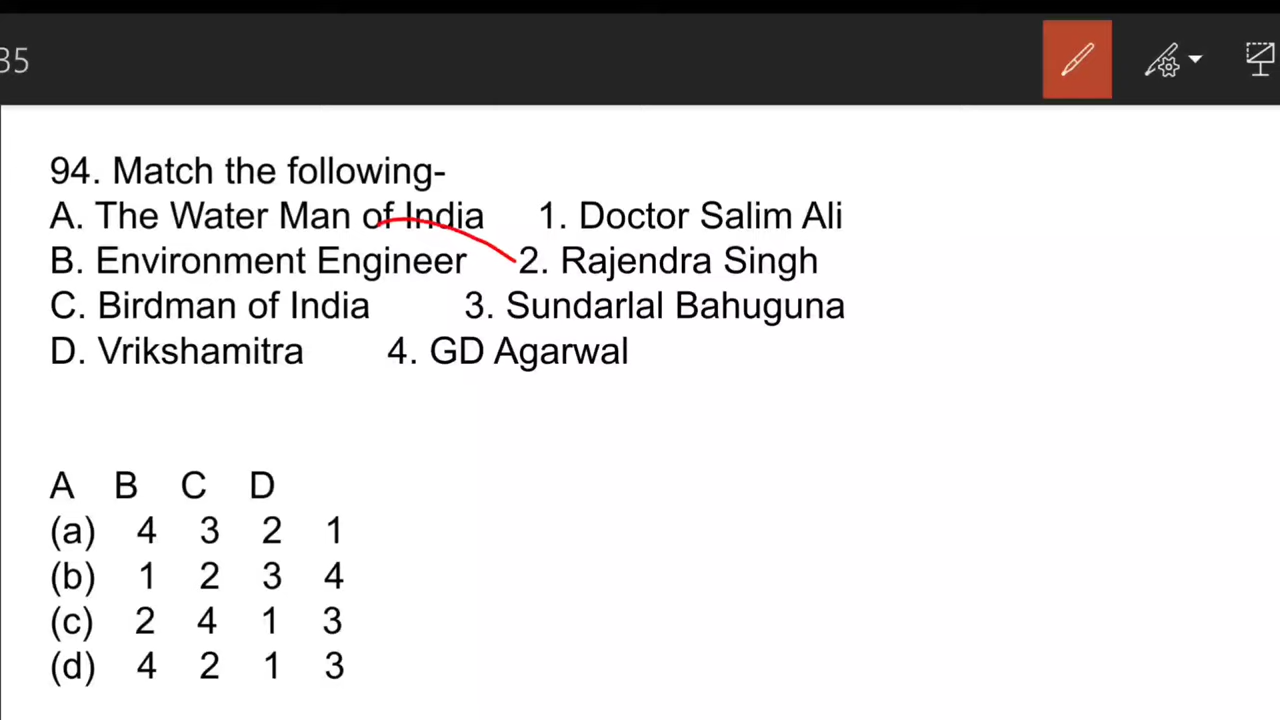 35
94. Match the following-
A. The Water Man of India 1. Doctor Salim Ali
B. Environment Engineer 2. Rajendra Singh
C. Birdman of India 3. Sundarlal Bahuguna
D. Vrikshamitra 4. GD Agarwal
A B C D
(a) 4 3 2 1
(b) 1 2 3 4
(c) 2 4 1 3
(d) 4 2 1 3